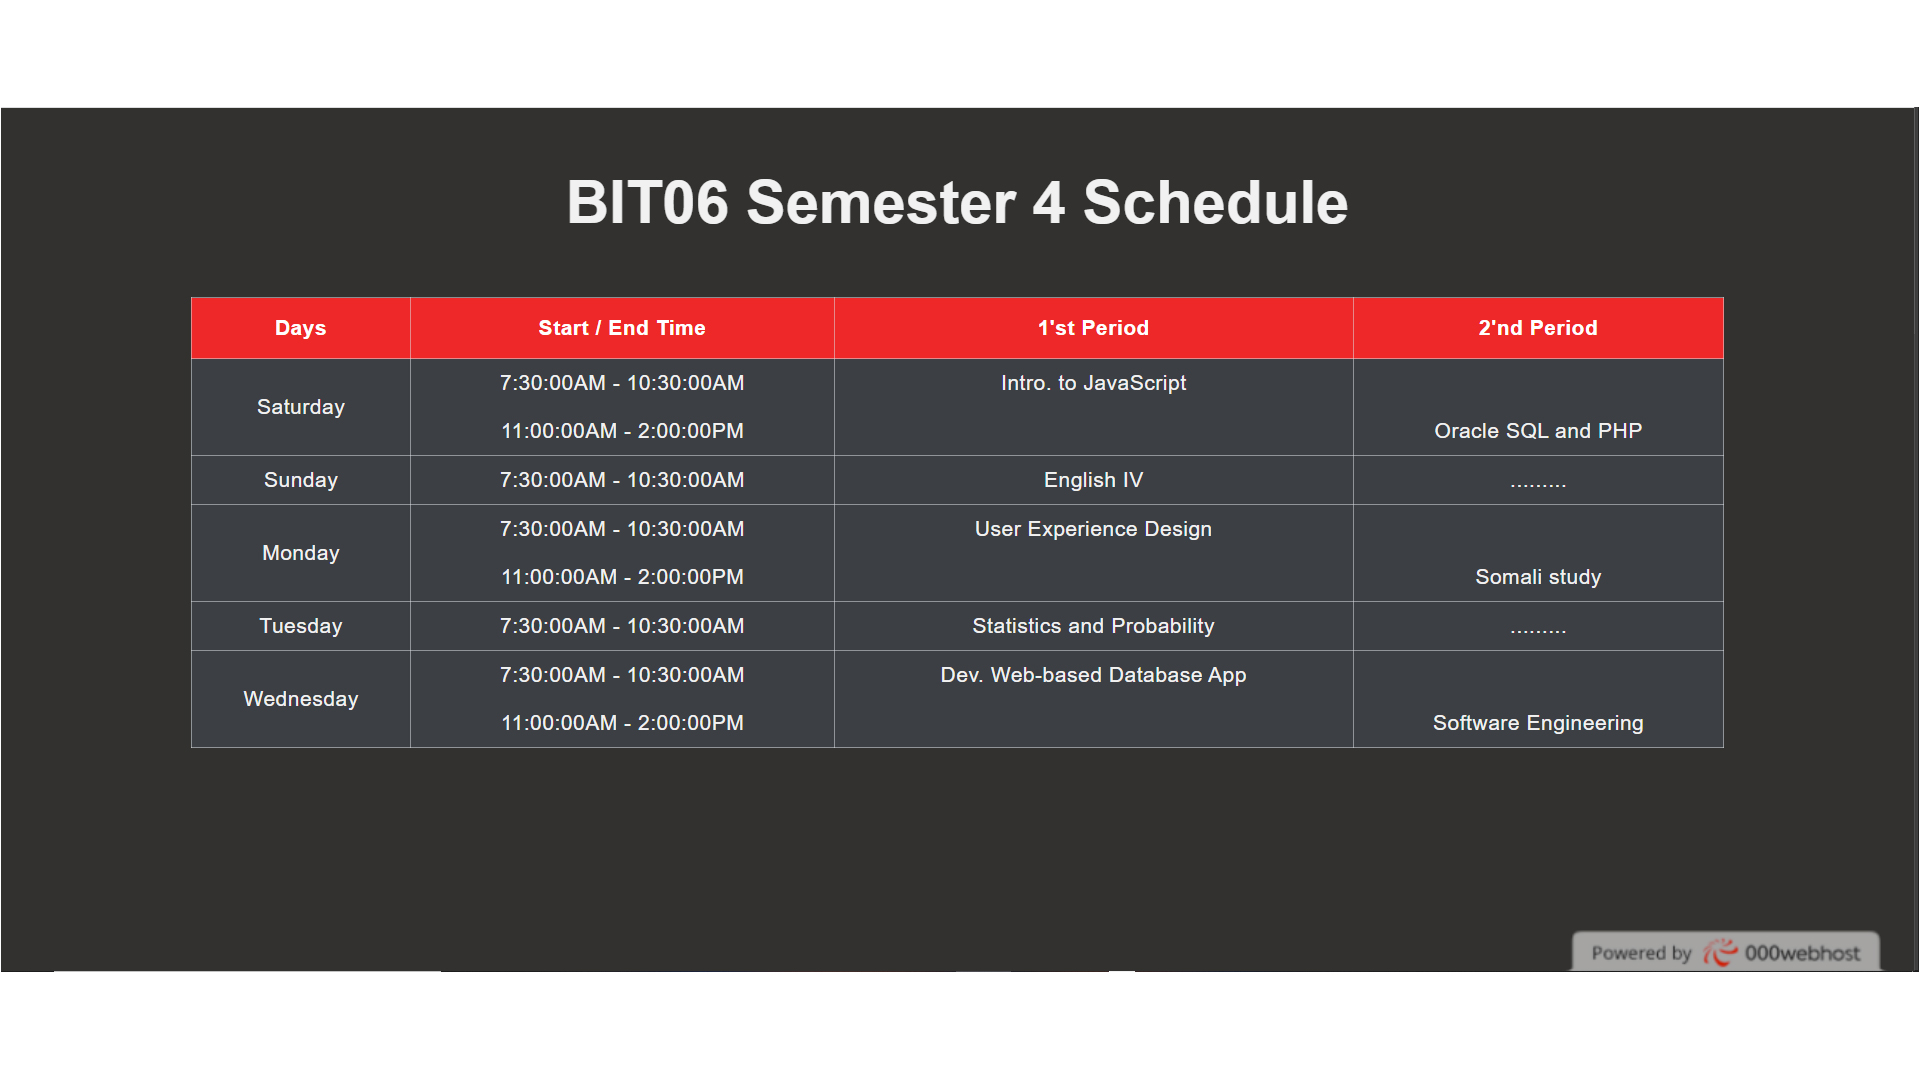 BIT06 Semester 4 Schedule
Days Start / End Time 1'st Period 2'nd Period
Saturday
7:30:00AM - 10:30:00AM Intro. to JavaScript
11:00:00AM - 2:00:00PM Oracle SQL and PHP
Sunday 7:30:00AM - 10:30:00AM English IV .........
Monday
7:30:00AM - 10:30:00AM User Experience Design
11:00:00AM - 2:00:00PM Somali study
Tuesday 7:30:00AM - 10:30:00AM Statistics and Probability .........
Wednesday
7:30:00AM - 10:30:00AM Dev. Web-based Database App
11:00:00AM - 2:00:00PM Software Engineering
Powered by 000webhost